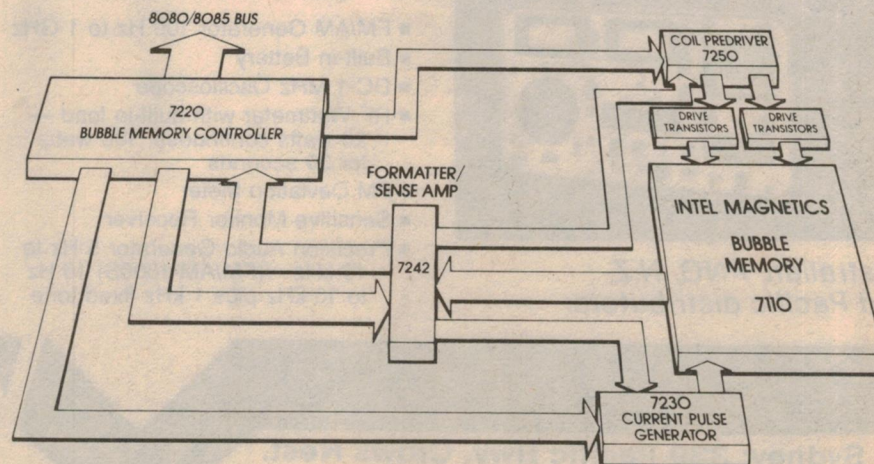 8080/8085 BUS
7220
BUBBLE MEMORY CONTROLLER
FORMATTER/
SENSE AMP
7242
COIL PREDRIVER
7250
DRIVE
TRANSISTORS
DRIVE
TRANSISTORS
INTEL MAGNETICS
BUBBLE
MEMORY
7110
7230
CURRENT PULSE
GENERATOR